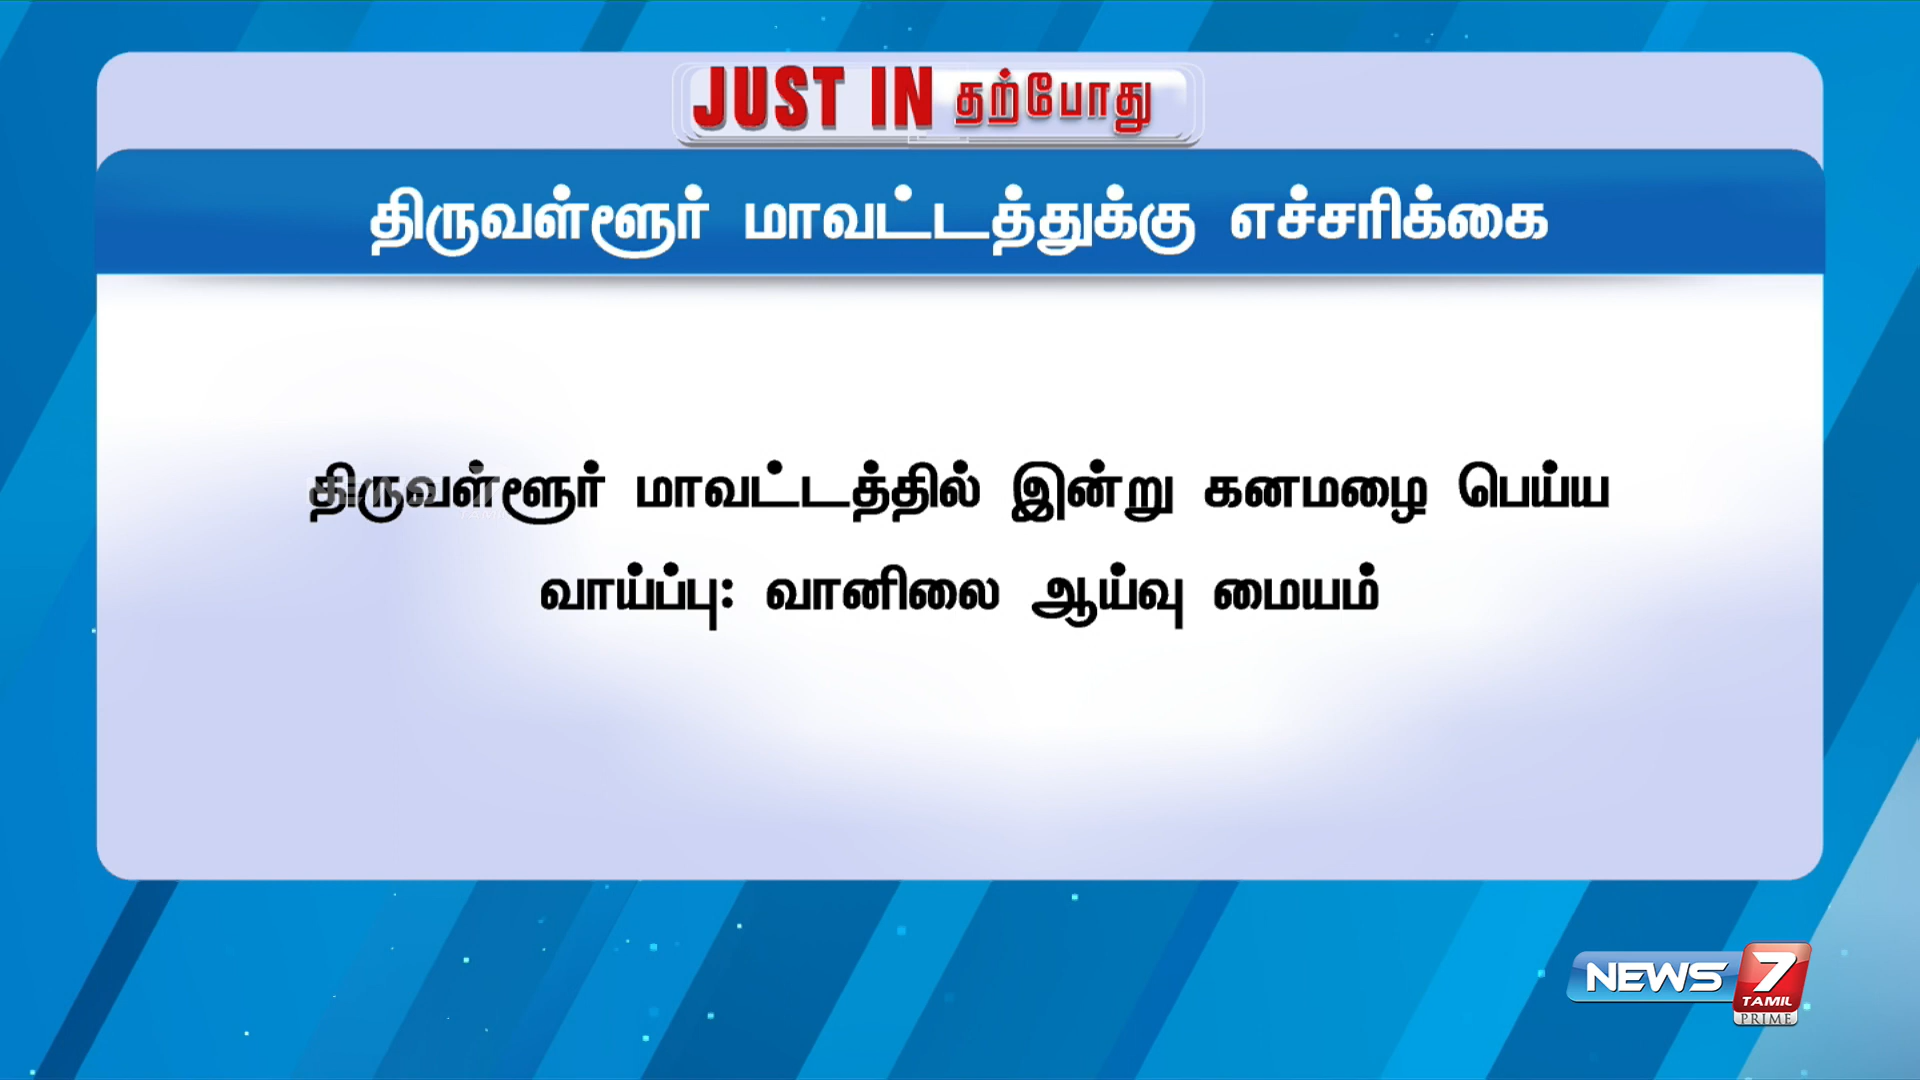 JUST IN தற்போது
திருவள்ளூர் மாவட்டத்துக்கு எச்சரிக்கை
திருவள்ளூர் மாவட்டத்தில் இன்று கனமழை பெய்ய
வாய்ப்பு: வானிலை ஆய்வு மையம்
NEWS 7
TAMIL
PRIME